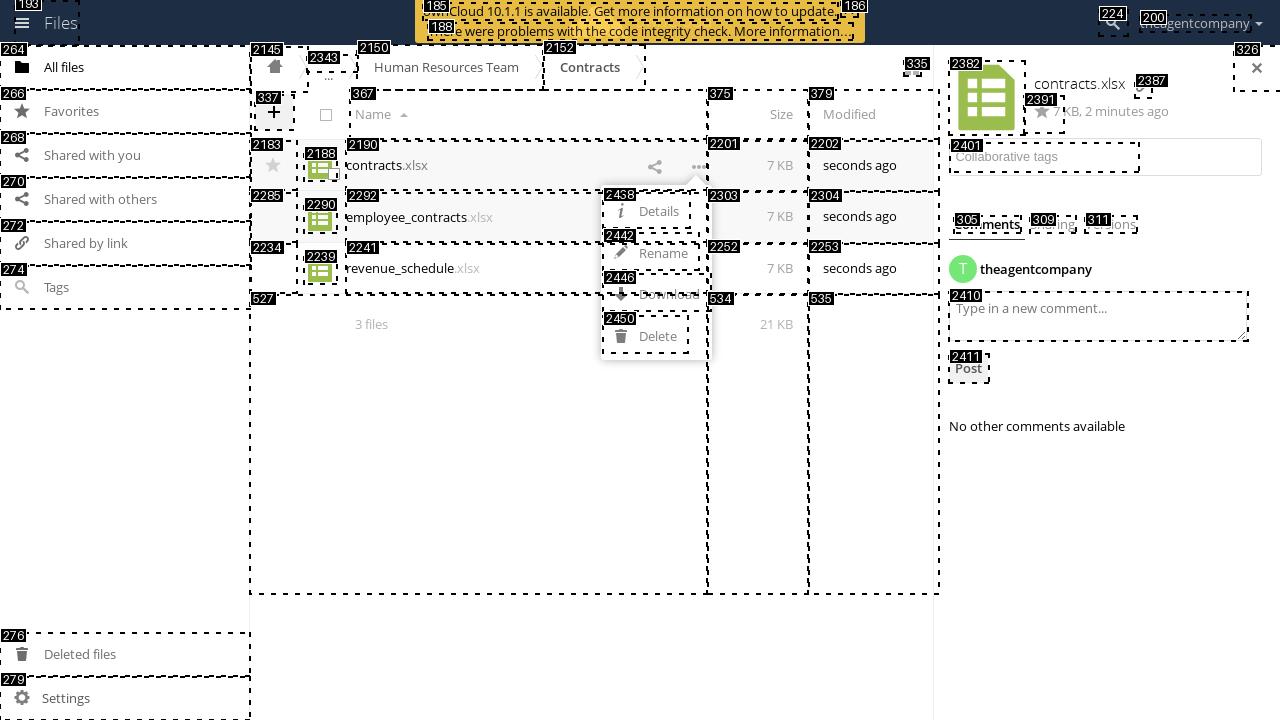 193
Files
185
ownCloud 10.1.1 is available. Get more information on how to update.
186
188
There were problems with the code integrity check. More information...
224
200
theagentcompany
264
All files
266
Favorites
268
Shared with you
270
Shared with others
272
Shared by link
274
Tags
276
Deleted files
279
Settings
2145
2343
...
2150
Human Resources Team
2152
Contracts
335
337
+
367
Name
375
Size
379
Modified
2183
2188
2190
contracts.xlsx
2201
7 KB
2202
seconds ago
2285
2290
2292
employee_contracts.xlsx
2303
7 KB
2304
seconds ago
2234
2239
2241
revenue_schedule.xlsx
2252
7 KB
2253
seconds ago
527
3 files
534
21 KB
535
2438
Details
2442
Rename
2446
Download
2450
Delete
326
2382
contracts.xlsx
2387
2391
7 KB, 2 minutes ago
2401
Collaborative tags
305
Comments
309
Sharing
311
Versions
T theagentcompany
2410
Type in a new comment...
2411
Post
No other comments available